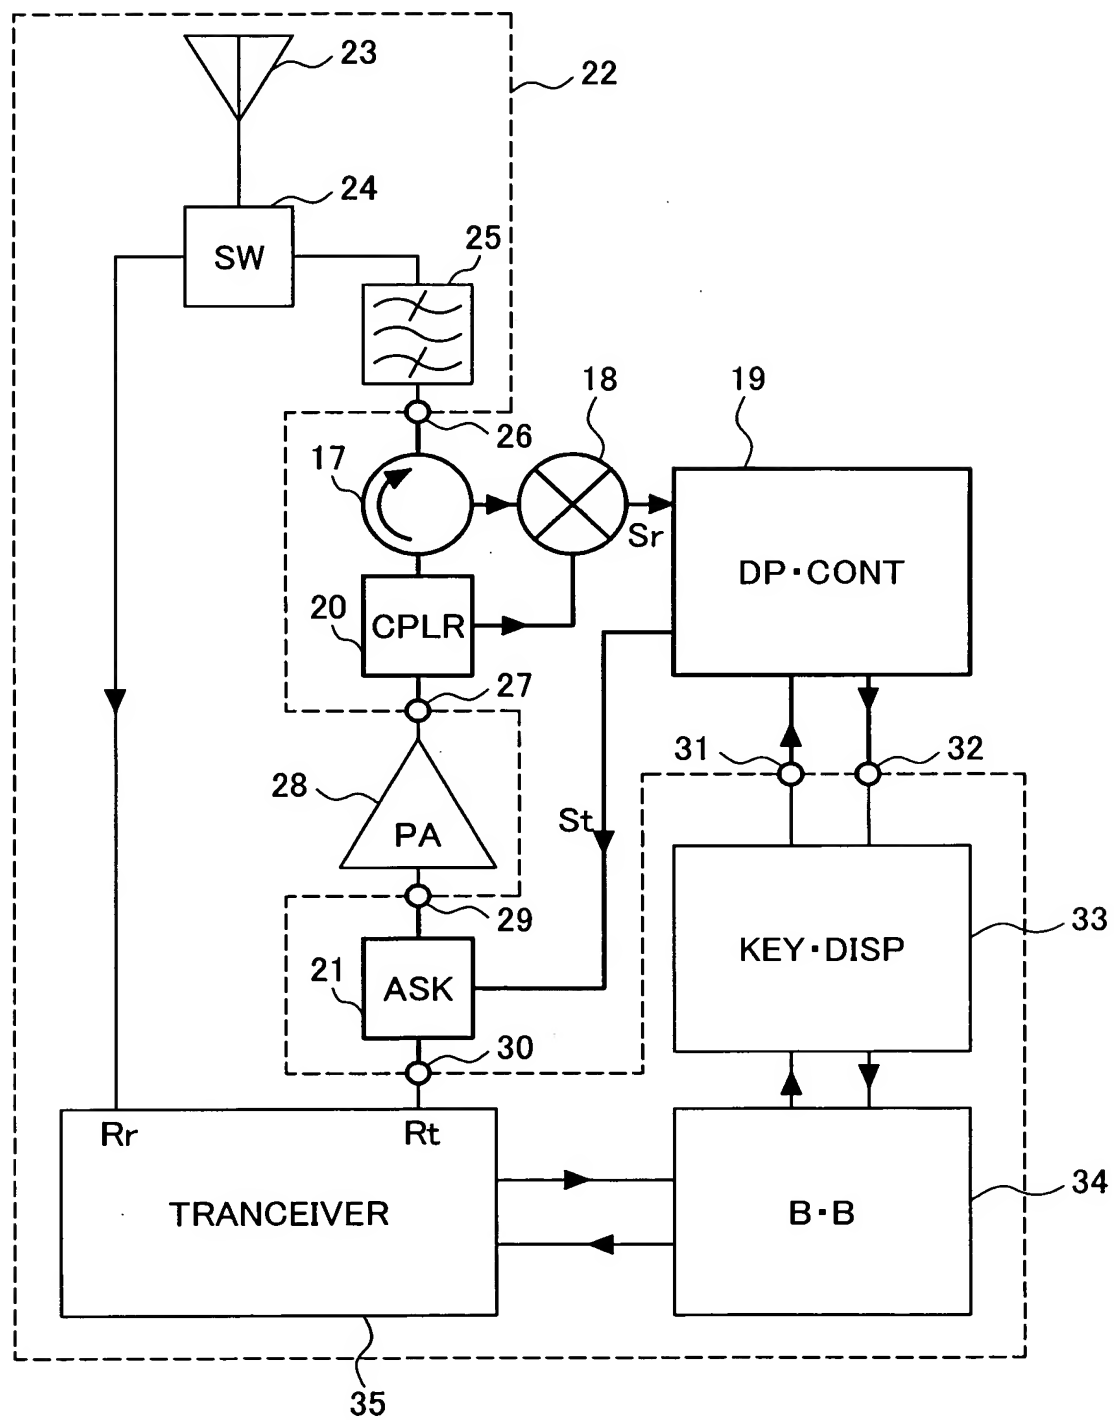 23
22
24
SW
25
26
18
19
17
Sr
DP・CONT
20
CPLR
27
31
32
28
PA
St
29
33
KEY・DISP
21
ASK
30
Rr
Rt
34
TRANCEIVER
B・B
35